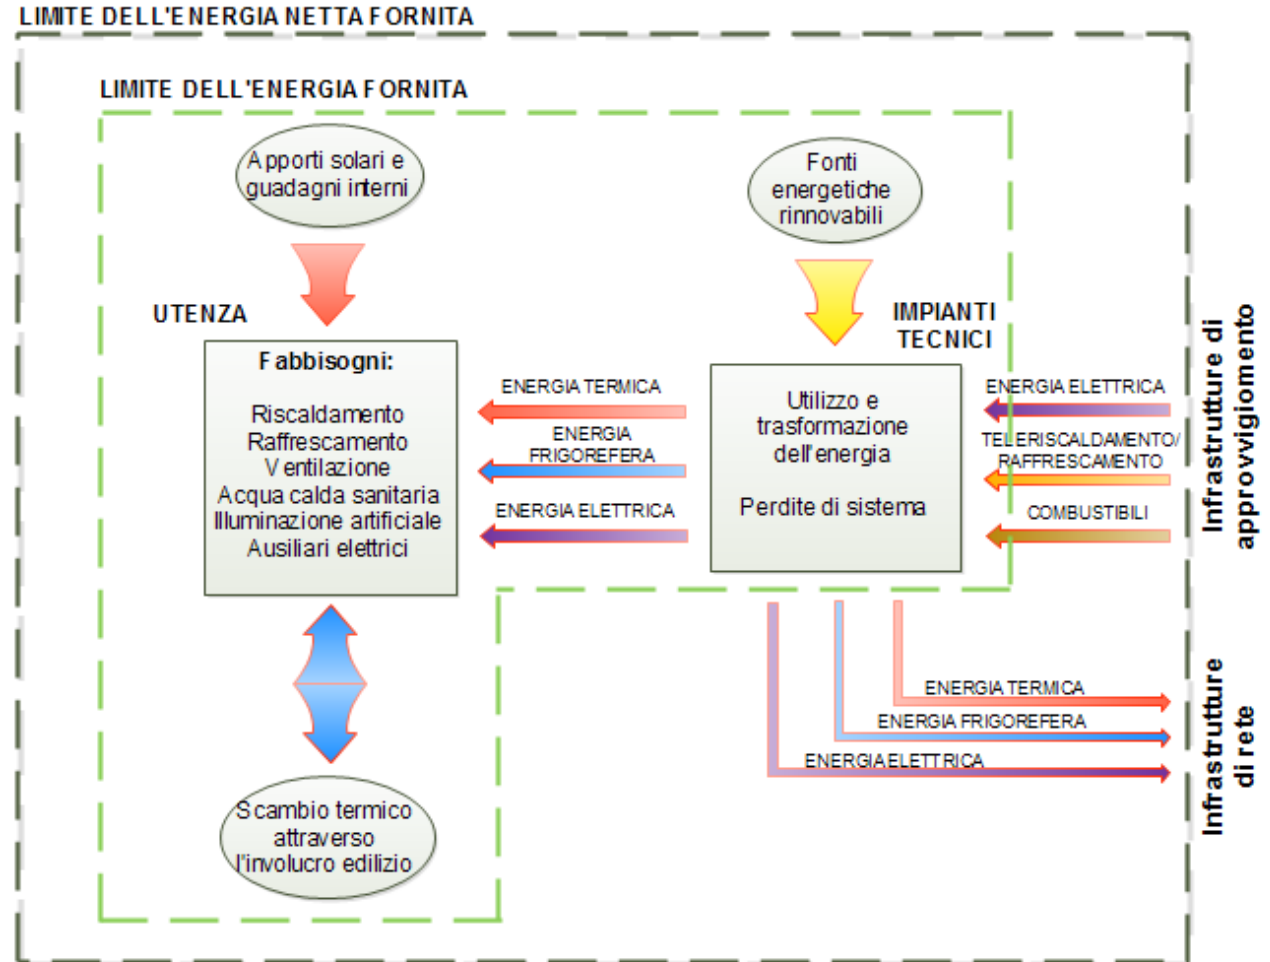 LIMITE DELL'ENERGIA NETTA FORNITA
LIMITE DELL'ENERGIA FORNITA
Apporti solari e
guadagni interni
Fonti
energetiche
rinnovabili
UTENZA
IMPIANTI
TECNICI
Fabbisogni:
Riscaldamento
Raffrescamento
Ventilazione
Acqua calda sanitaria
Illuminazione artificiale
Ausiliari elettrici
ENERGIA TERMICA
ENERGIA
FRIGOREFERA
ENERGIA ELETTRICA
Utilizzo e
trasformazione
dell'energia
Perdite di sistema
ENERGIA ELETTRICA
TELERISCALDAMENTO/
RAFFRESCAMENTO
COMBUSTIBILI
Infrastrutture di
approvvigiomento
ENERGIA TERMICA
ENERGIA FRIGOREFERA
ENERGIA ELETTRICA
Infrastrutture
di rete
Scambio termico
attraverso
l'involucro edilizio